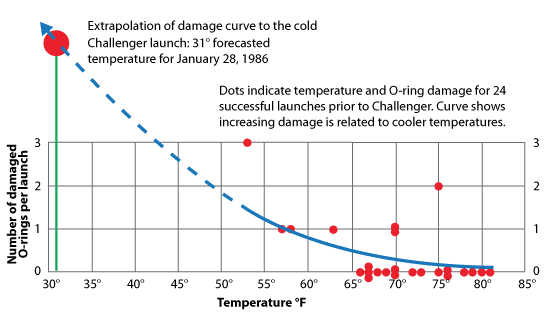 Extrapolation of damage curve to the cold
Challenger launch: 31° forecasted
temperature for January 28, 1986
Dots indicate temperature and O-ring damage for 24
successful launches prior to Challenger. Curve shows
increasing damage is related to cooler temperatures.
Number of damaged
O-rings per launch
3
2
1
0
3
2
1
0
30° 35° 40° 45° 50° 55° 60° 65° 70° 75° 80° 85°
Temperature °F